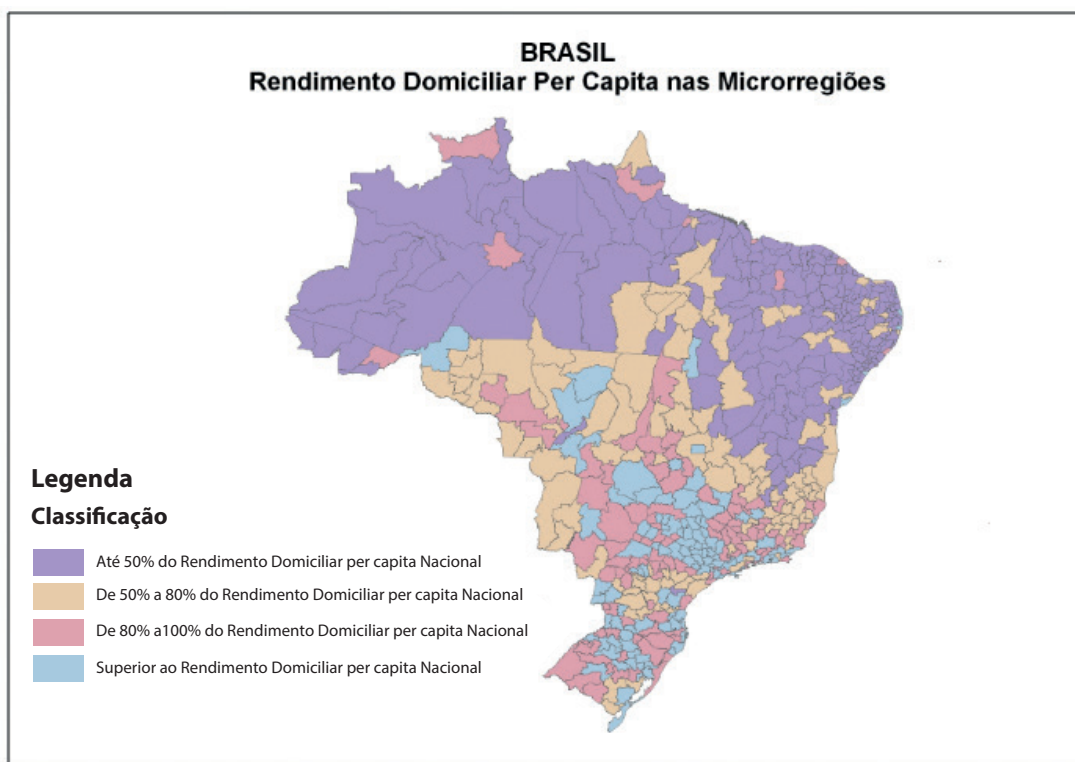 BRASIL
Rendimento Domiciliar Per Capita nas Microrregiões
Legenda
Classificação
Até 50% do Rendimento Domiciliar per capita Nacional
De 50% a 80% do Rendimento Domiciliar per capita Nacional
De 80% a100% do Rendimento Domiciliar per capita Nacional
Superior ao Rendimento Domiciliar per capita Nacional